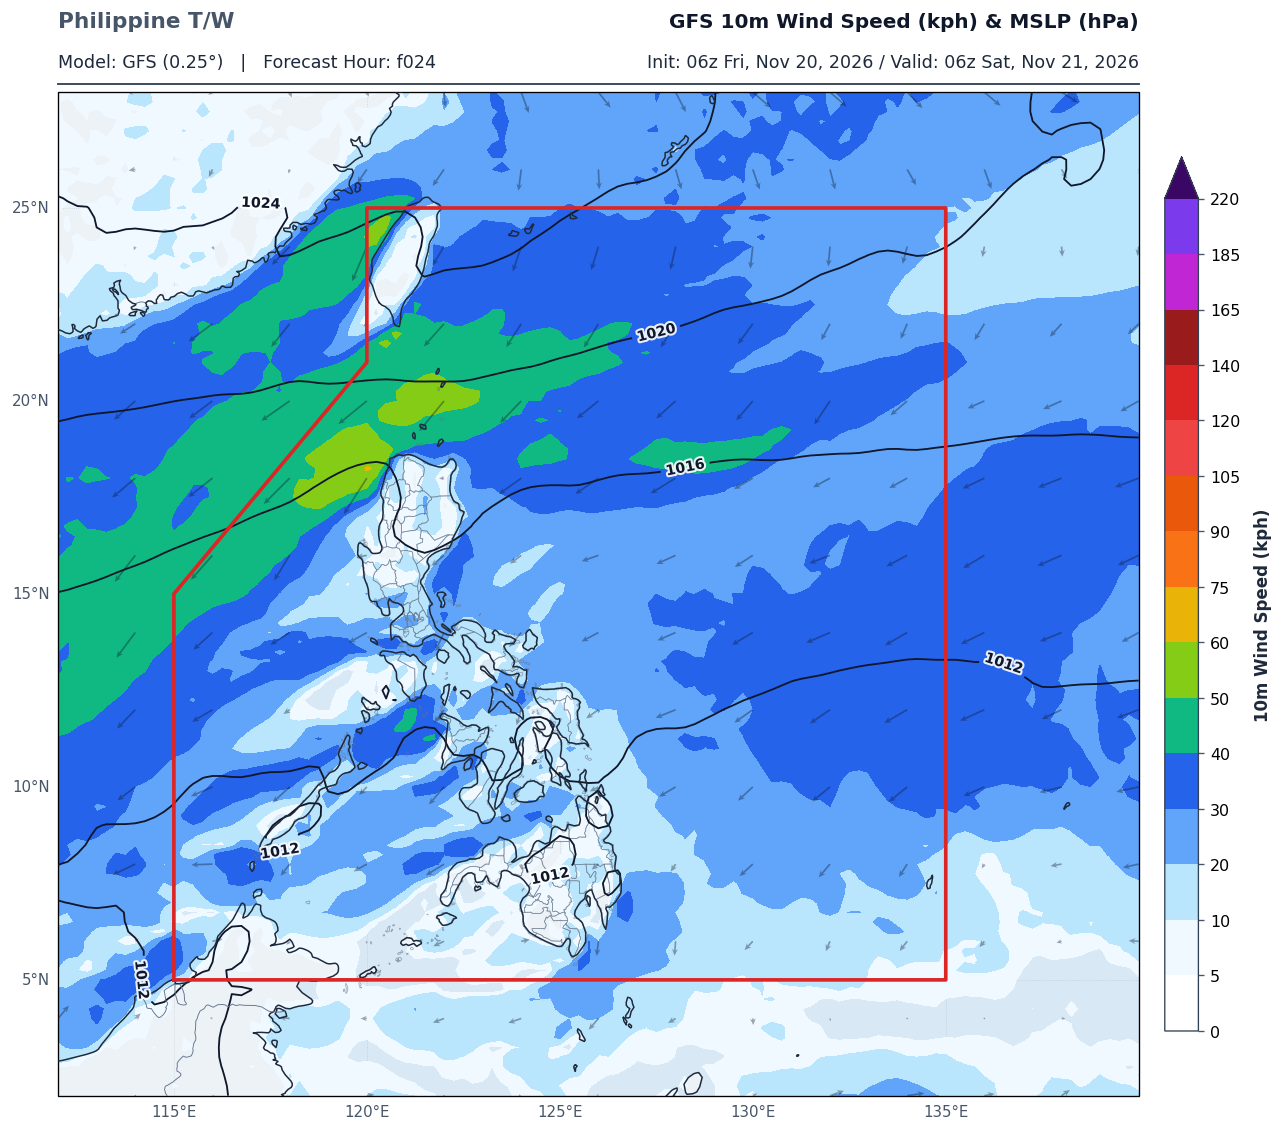 Philippine T/W
GFS 10m Wind Speed (kph) & MSLP (hPa)
Model: GFS (0.25°)   |   Forecast Hour: f024
Init: 06z Fri, Nov 20, 2026 / Valid: 06z Sat, Nov 21, 2026
25°N
20°N
15°N
10°N
5°N
115°E
120°E
125°E
130°E
135°E
1024
1020
1016
1012
1012
1012
1012
220
185
165
140
120
105
90
75
60
50
40
30
20
10
5
0
10m Wind Speed (kph)